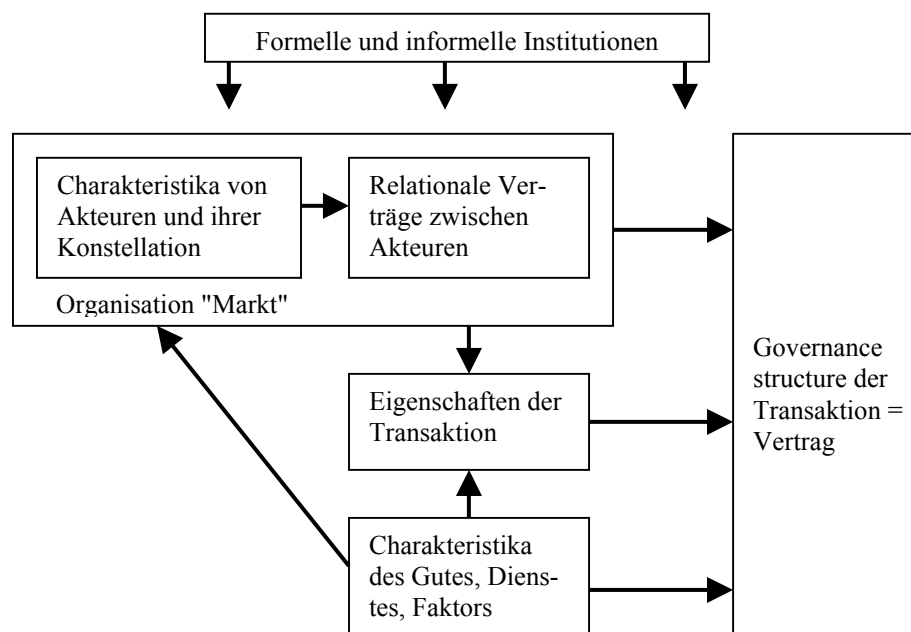 Formelle und informelle Institutionen
Charakteristika von
Akteuren und ihrer
Konstellation
Relationale Ver-
träge zwischen
Akteuren
Organisation "Markt"
Eigenschaften der
Transaktion
Governance
structure der
Transaktion =
Vertrag
Charakteristika
des Gutes, Diens-
tes, Faktors